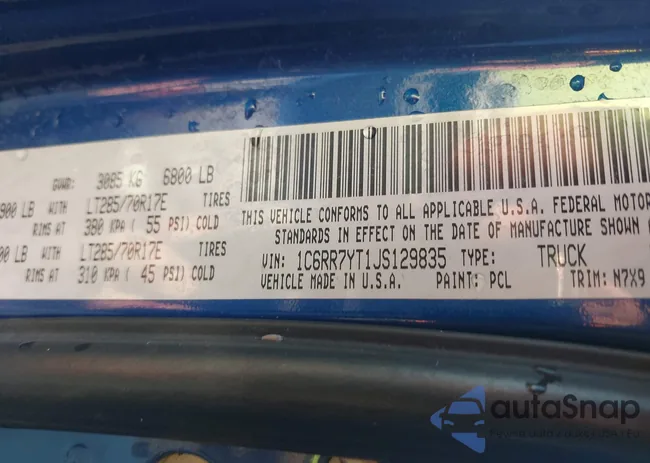 GVWR: 3085 KG 6800 LB
900 LB WITH LT285/70R17E TIRES
RIMS AT 380 KPA ( 55 PSI) COLD
00 LB WITH LT285/70R17E TIRES
RIMS AT 310 KPA ( 45 PSI) COLD
THIS VEHICLE CONFORMS TO ALL APPLICABLE U.S.A. FEDERAL MOTOR
STANDARDS IN EFFECT ON THE DATE OF MANUFACTURE SHOWN A
VIN: 1C6RR7YT1JS129835 TYPE: TRUCK
VEHICLE MADE IN U.S.A. PAINT: PCL TRIM: N7X9
autoSnap